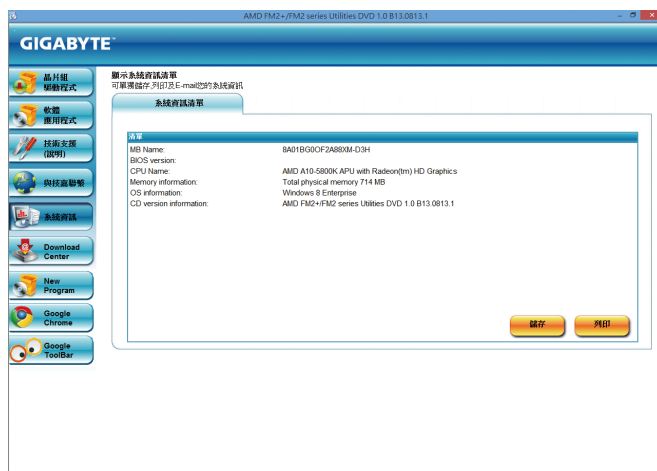 AMD FM2+/FM2 series Utilities DVD 1.0 B13.0813.1
GIGABYTE™
晶片組
驅動程式
軟體
應用程式
技術支援
(說明)
與技嘉聯繫
系統資訊
Download
Center
New
Program
Google
Chrome
Google
ToolBar
顯示系統資訊清單
可單獨儲存,列印及E-mail您的系統資訊
系統資訊清單
清單
MB Name: 8A01BG0OF2A88XM-D3H
BIOS version:
CPU Name: AMD A10-5800K APU with Radeon(tm) HD Graphics
Memory information: Total physical memory 714 MB
OS information: Windows 8 Enterprise
CD version information: AMD FM2+/FM2 series Utilities DVD 1.0 B13.0813.1
儲存 列印